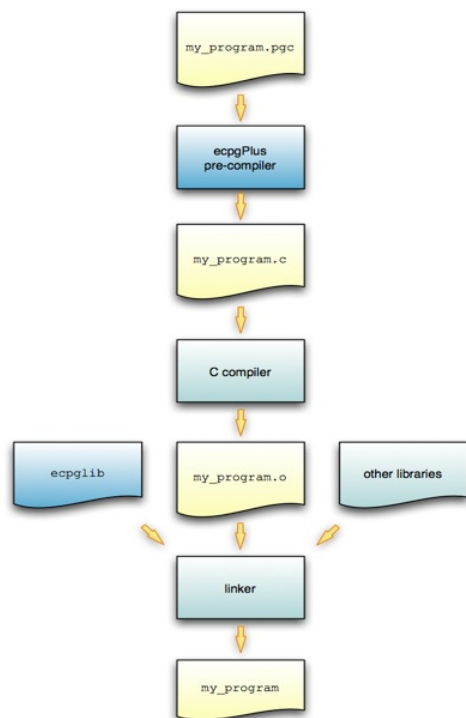 my_program.pgc
ecpgPlus
pre-compiler
my_program.c
C compiler
ecpglib
my_program.o
other libraries
linker
my_program